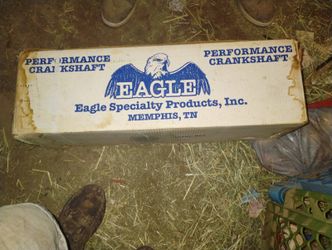 PERFORMANCE
CRANKSHAFT
PERFORMANCE
CRANKSHAFT
EAGLE
Eagle Specialty Products, Inc.
MEMPHIS, TN